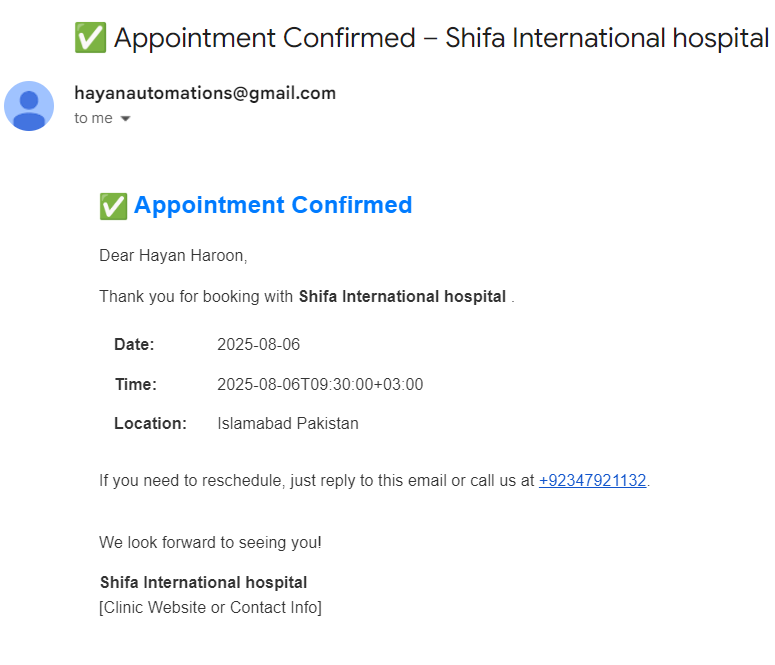 ✅ Appointment Confirmed – Shifa International hospital
hayanautomations@gmail.com
to me
✅ Appointment Confirmed
Dear Hayan Haroon,
Thank you for booking with Shifa International hospital .
Date: 2025-08-06
Time: 2025-08-06T09:30:00+03:00
Location: Islamabad Pakistan
If you need to reschedule, just reply to this email or call us at +92347921132.
We look forward to seeing you!
Shifa International hospital
[Clinic Website or Contact Info]